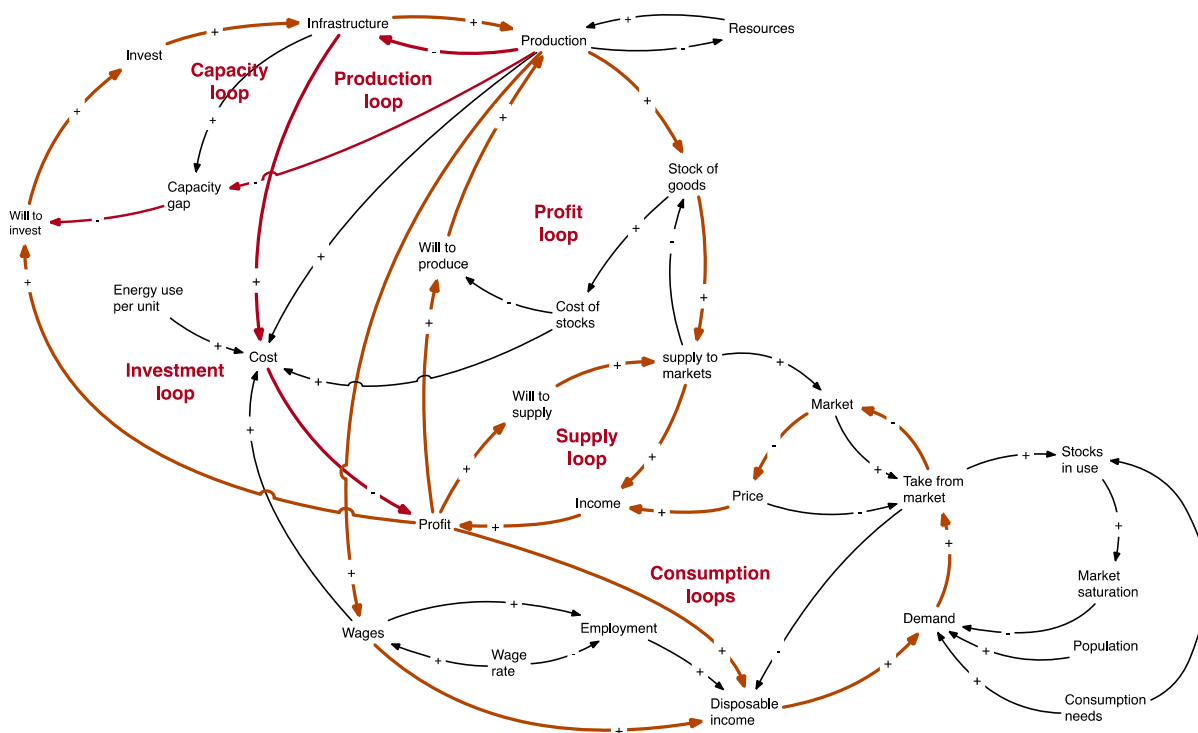 Infrastructure
+
+
Production
+
-
Resources
-
Invest
Capacity
loop
Production
loop
+
+
+
Stock of
goods
Capacity
gap
-
-
Will to
invest
+
Profit
loop
+
-
+
+
Will to
produce
+
+
Energy use
per unit
+
-
Cost of
stocks
+
+
Cost
+
supply to
markets
+
Investment
loop
+
+
Will to
supply
Market
-
+
Supply
loop
-
+
+
+
Stocks
in use
-
+
Take from
market
Price
-
+
Income
+
Profit
+
+
+
Consumption
loops
+
Market
saturation
+
Wages
+
Employment
-
Demand
-
+
Population
Wage
rate
-
+
+
+
+
Consumption
needs
Disposable
income
+